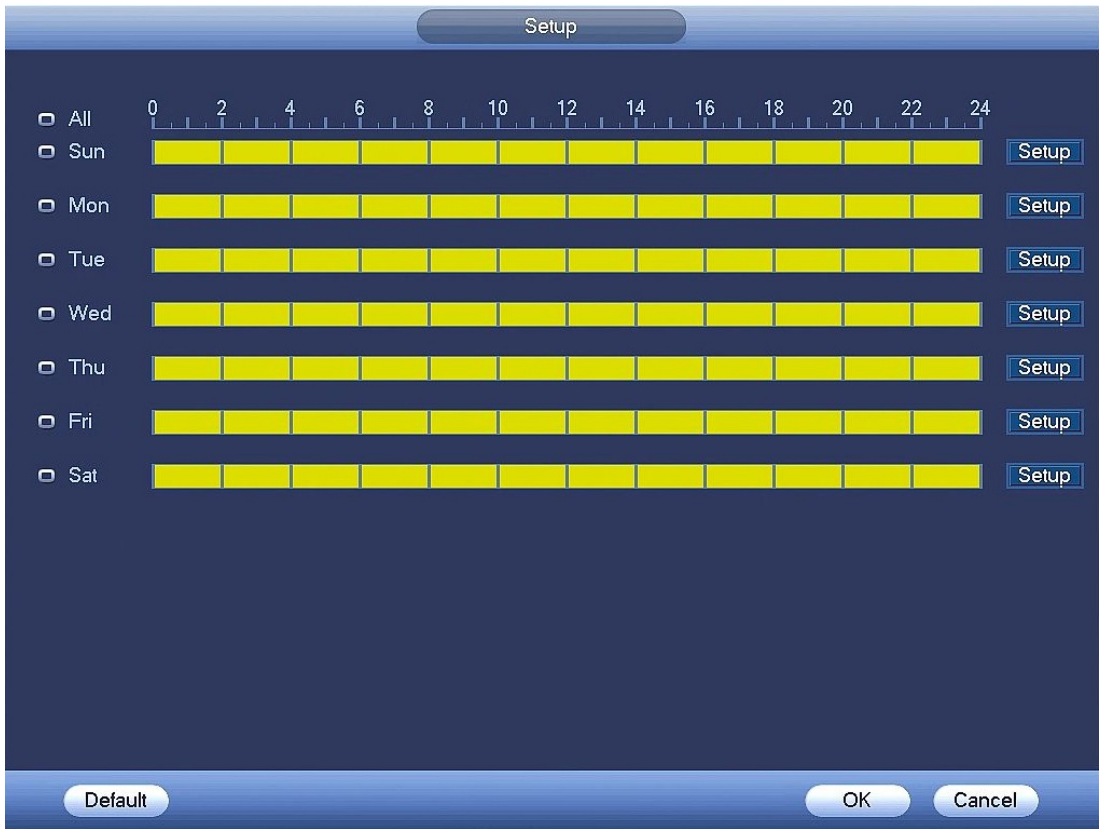 Setup
All 0 2 4 6 8 10 12 14 16 18 20 22 24
Sun Setup
Mon Setup
Tue Setup
Wed Setup
Thu Setup
Fri Setup
Sat Setup
Default OK Cancel